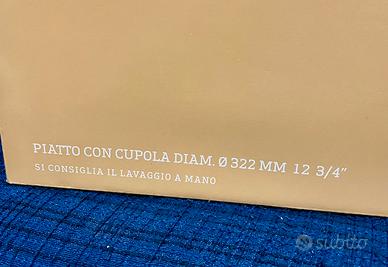 PIATTO CON CUPOLA DIAM. Ø 322 MM 12 3/4”
SI CONSIGLIA IL LAVAGGIO A MANO
subito